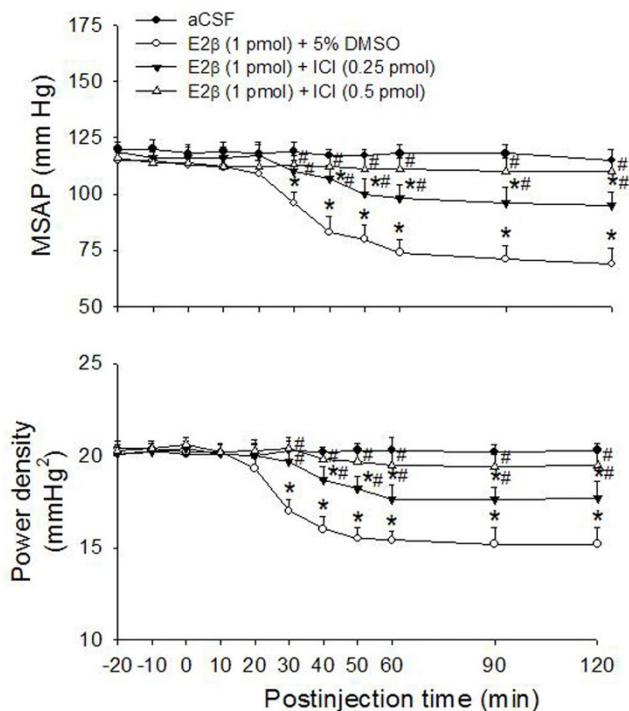 aCSF
E2β (1 pmol) + 5% DMSO
E2β (1 pmol) + ICI (0.25 pmol)
E2β (1 pmol) + ICI (0.5 pmol)
175
150
125
100
75
50
MSAP (mm Hg)
# # # # # #
# *# *# *# *# *#
* * * * * *
25
20
15
10
Power density
(mmHg²)
# # # # # #
# *# *# *# *# *#
* * * * * *
-20 -10 0 10 20 30 40 50 60 90 120
Postinjection time (min)